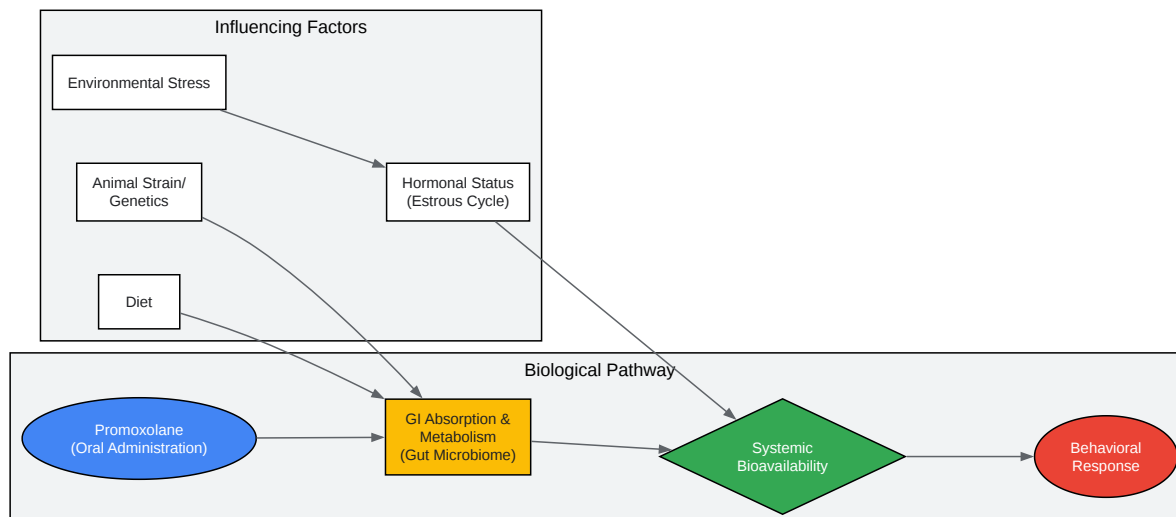 Influencing Factors
Environmental Stress
Animal Strain/
Genetics
Hormonal Status
(Estrous Cycle)
Diet
Biological Pathway
Promoxolane
(Oral Administration)
GI Absorption &
Metabolism
(Gut Microbiome)
Systemic
Bioavailability
Behavioral
Response